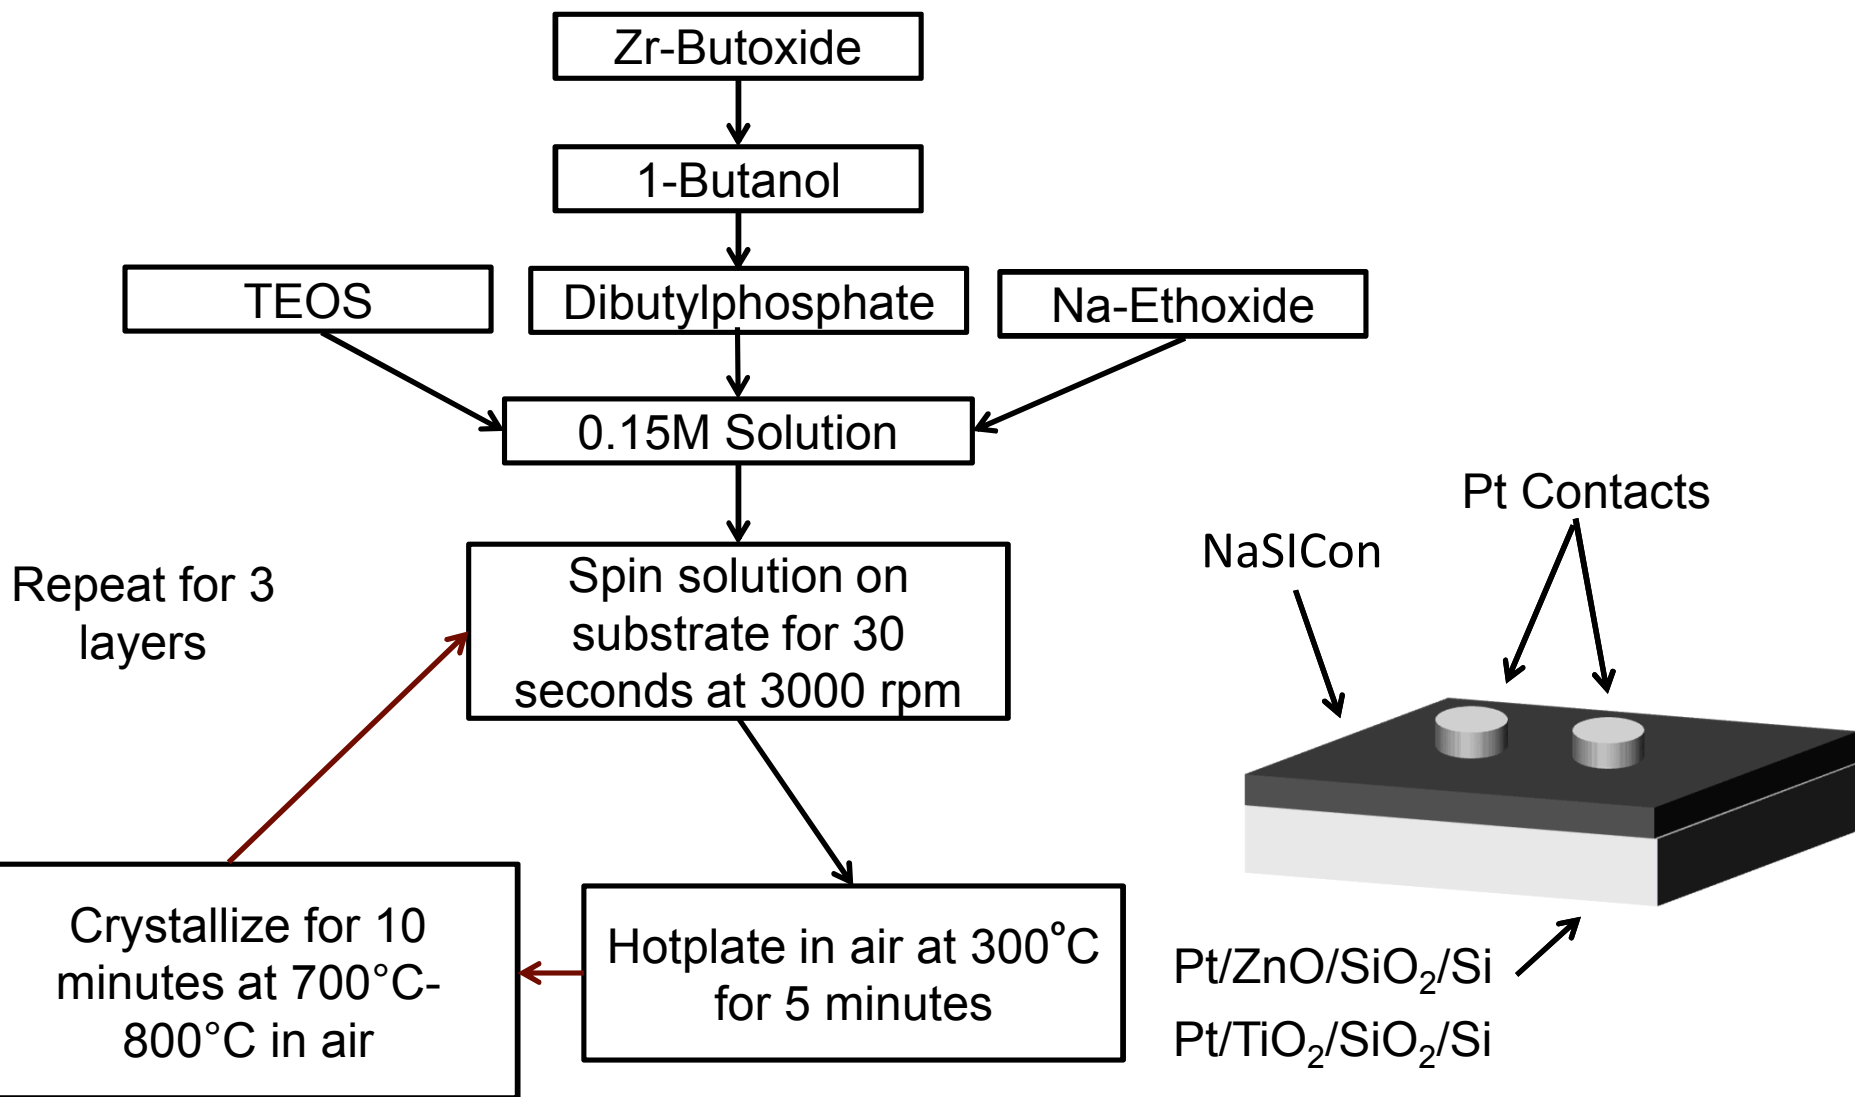 Zr-Butoxide
1-Butanol
TEOS
Dibutylphosphate
Na-Ethoxide
0.15M Solution
Repeat for 3
layers
Spin solution on
substrate for 30
seconds at 3000 rpm
Crystallize for 10
minutes at 700°C-
800°C in air
Hotplate in air at 300°C
for 5 minutes
Pt Contacts
NaSICon
Pt/ZnO/SiO₂/Si
Pt/TiO₂/SiO₂/Si